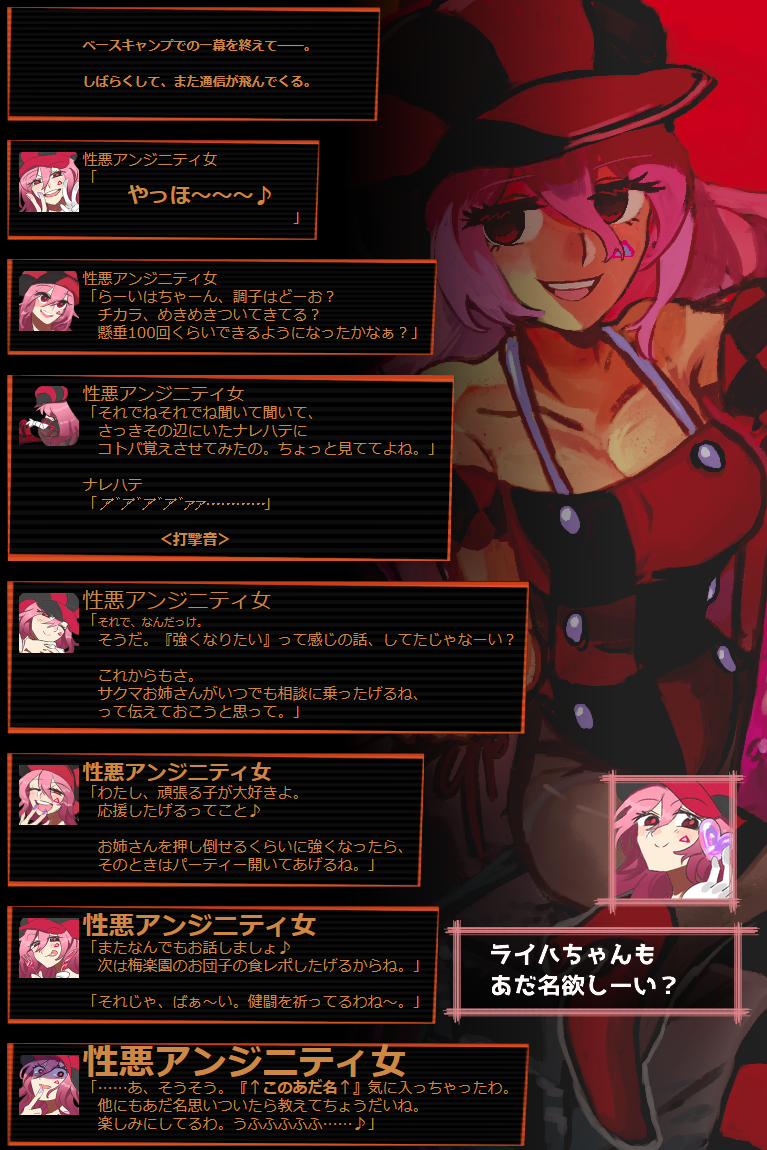 ベースキャンプでの一幕を終えて――。
しばらくして、また通信が飛んでくる。
性悪アンジニティ女
「
やっほ～～～♪
」
性悪アンジニティ女
「らーいはちゃーん、調子はどーお？
チカラ、めきめきついてきてる？
懸垂100回くらいできるようになったかなぁ？」
性悪アンジニティ女
「それでねそれでね聞いて聞いて、
さっきその辺にいたナレハテに
コトバ覚えさせてみたの。ちょっと見ててよね。」
ナレハテ
「ア゛ア゛ア゛ア゛ァァ…………」
<打撃音>
性悪アンジニティ女
「それで、なんだっけ。
そうだ。『強くなりたい』って感じの話、してたじゃなーい？
これからもさ。
サクマお姉さんがいつでも相談に乗ったげるね、
って伝えておこうと思って。」
性悪アンジニティ女
「わたし、頑張る子が大好きよ。
応援したげるってこと♪
お姉さんを押し倒せるくらいに強くなったら、
そのときはパーティー開いてあげるね。」
性悪アンジニティ女
「またなんでもお話しましょ♪
次は梅楽園のお団子の食レポしたげるからね。」
「それじゃ、ばぁ～い。健闘を祈ってるわね～。」
ライハちゃんも
あだ名欲しーい？
性悪アンジニティ女
「……あ、そうそう。『↑このあだ名↑』気に入っちゃったわ。
他にもあだ名思いついたら教えてちょうだいね。
楽しみにしてるわ。うふふふふふ……♪」